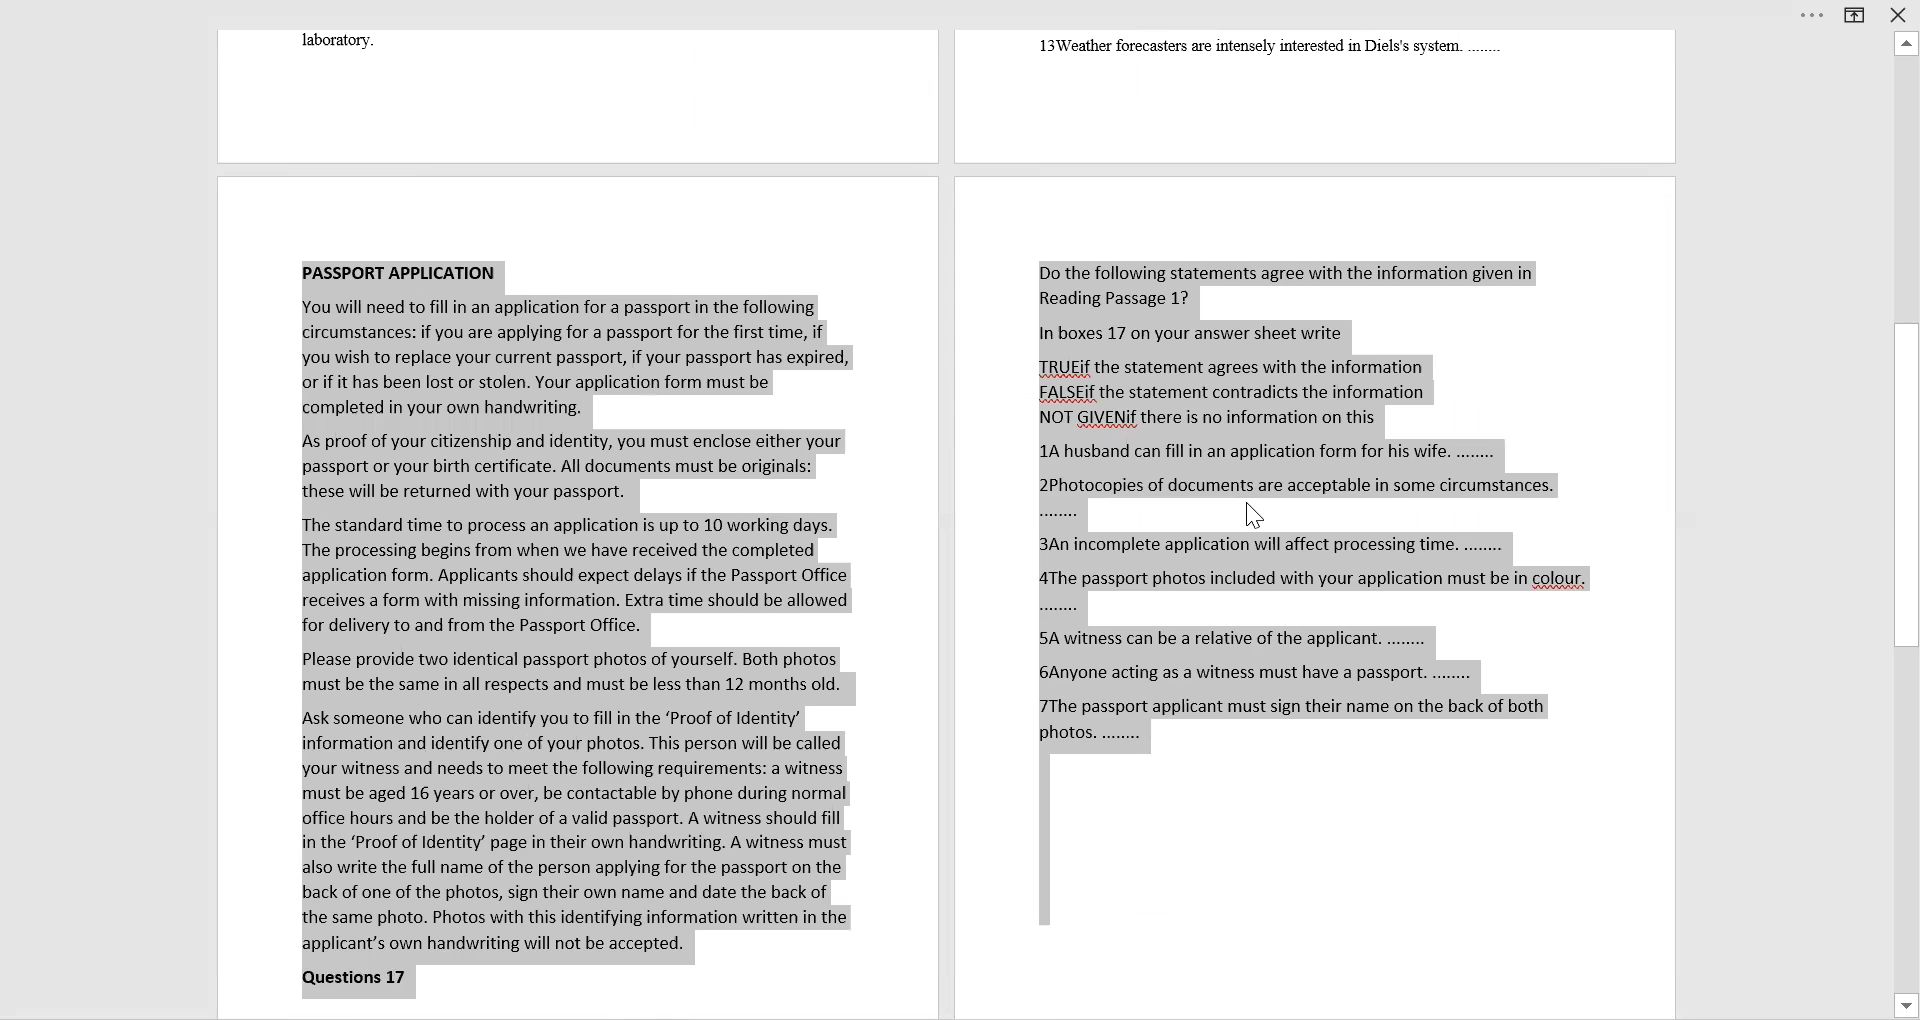 laboratory.
13Weather forecasters are intensely interested in Diels's system. ........
PASSPORT APPLICATION
You will need to fill in an application for a passport in the following
circumstances: if you are applying for a passport for the first time, if
you wish to replace your current passport, if your passport has expired,
or if it has been lost or stolen. Your application form must be
completed in your own handwriting.
As proof of your citizenship and identity, you must enclose either your
passport or your birth certificate. All documents must be originals:
these will be returned with your passport.
The standard time to process an application is up to 10 working days.
The processing begins from when we have received the completed
application form. Applicants should expect delays if the Passport Office
receives a form with missing information. Extra time should be allowed
for delivery to and from the Passport Office.
Please provide two identical passport photos of yourself. Both photos
must be the same in all respects and must be less than 12 months old.
Ask someone who can identify you to fill in the ‘Proof of Identity’
information and identify one of your photos. This person will be called
your witness and needs to meet the following requirements: a witness
must be aged 16 years or over, be contactable by phone during normal
office hours and be the holder of a valid passport. A witness should fill
in the ‘Proof of Identity’ page in their own handwriting. A witness must
also write the full name of the person applying for the passport on the
back of one of the photos, sign their own name and date the back of
the same photo. Photos with this identifying information written in the
applicant’s own handwriting will not be accepted.
Questions 17
Do the following statements agree with the information given in
Reading Passage 1?
In boxes 17 on your answer sheet write
TRUEif the statement agrees with the information
FALSEif the statement contradicts the information
NOT GIVENif there is no information on this
1A husband can fill in an application form for his wife. ........
2Photocopies of documents are acceptable in some circumstances.
........
3An incomplete application will affect processing time. ........
4The passport photos included with your application must be in colour.
........
5A witness can be a relative of the applicant. ........
6Anyone acting as a witness must have a passport. ........
7The passport applicant must sign their name on the back of both
photos. ........